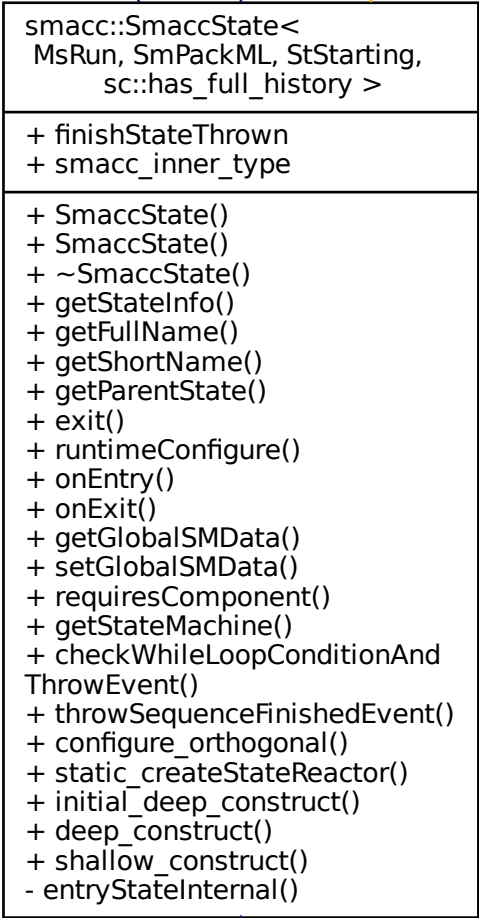 smacc::SmaccState<
MsRun, SmPackML, StStarting,
sc::has_full_history >
+ finishStateThrown
+ smacc_inner_type
+ SmaccState()
+ SmaccState()
+ ~SmaccState()
+ getStateInfo()
+ getFullName()
+ getShortName()
+ getParentState()
+ exit()
+ runtimeConfigure()
+ onEntry()
+ onExit()
+ getGlobalSMData()
+ setGlobalSMData()
+ requiresComponent()
+ getStateMachine()
+ checkWhileLoopConditionAnd
ThrowEvent()
+ throwSequenceFinishedEvent()
+ configure_orthogonal()
+ static_createStateReactor()
+ initial_deep_construct()
+ deep_construct()
+ shallow_construct()
- entryStateInternal()